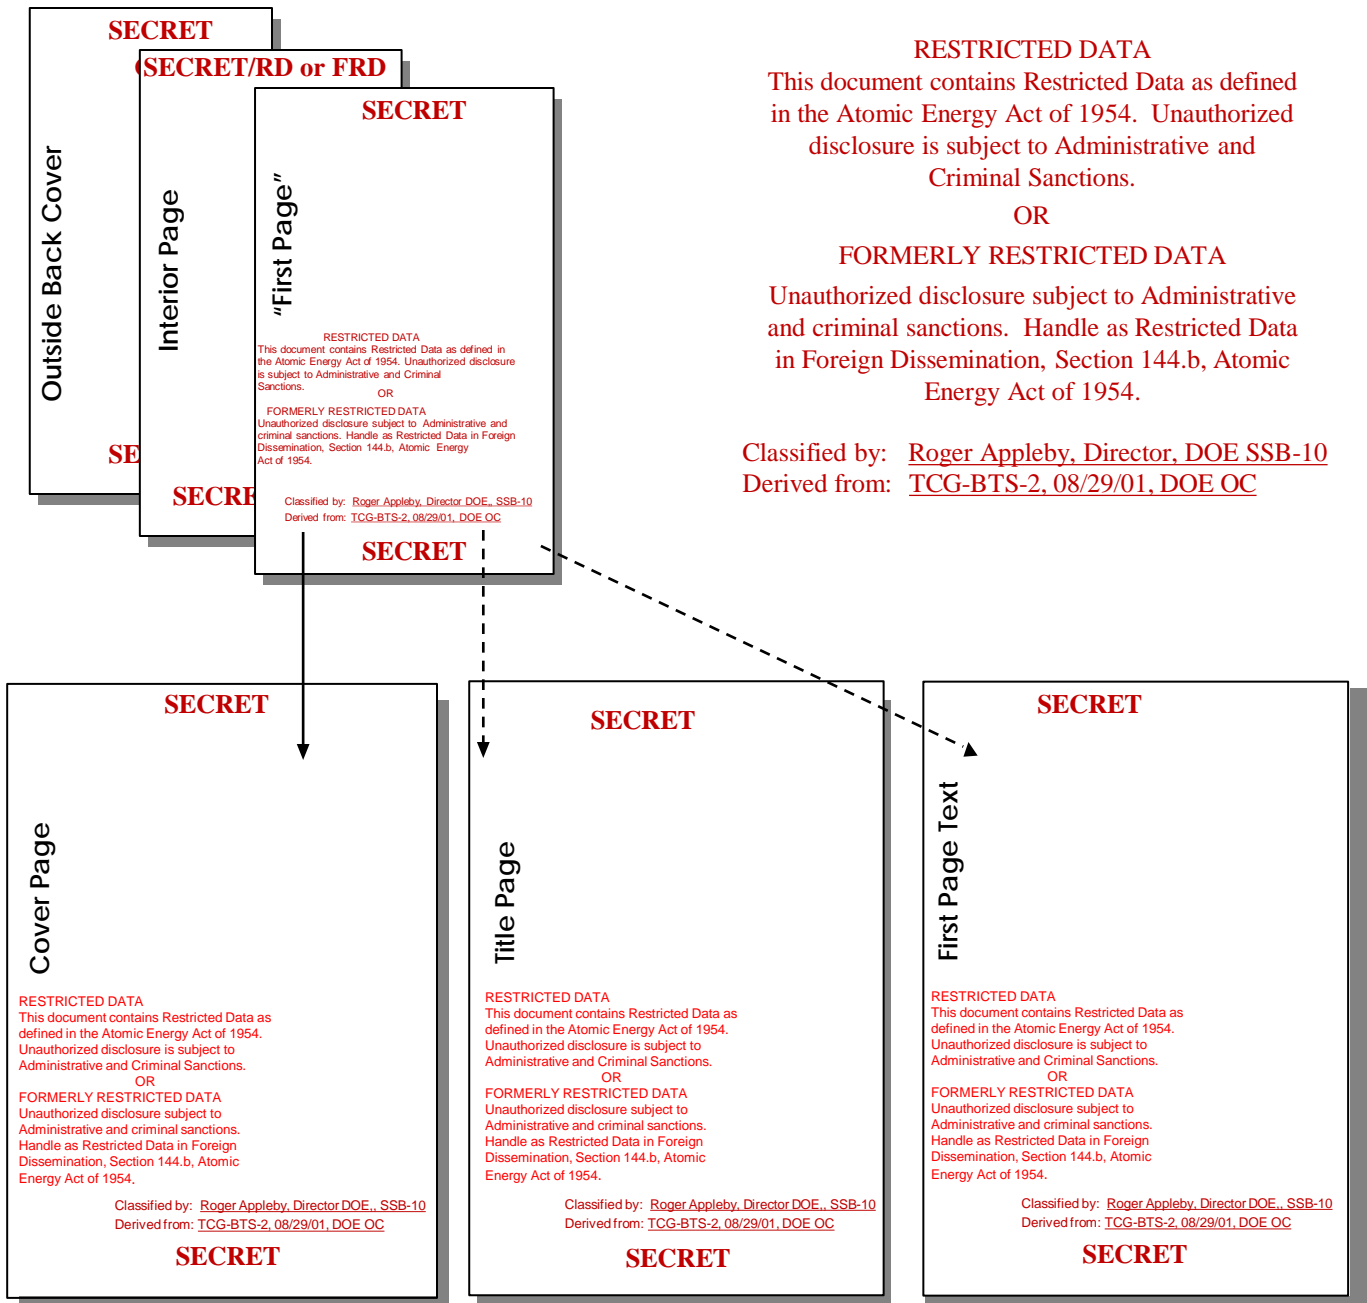 SECRET
Outside Back Cover
SE
(SECRET/RD or FRD
Interior Page
SECRE
SECRET
“First Page”
RESTRICTED DATA
This document contains Restricted Data as defined in
the Atomic Energy Act of 1954. Unauthorized disclosure
is subject to Administrative and Criminal
Sanctions.
OR
FORMERLY RESTRICTED DATA
Unauthorized disclosure subject to Administrative and
criminal sanctions. Handle as Restricted Data in Foreign
Dissemination, Section 144.b, Atomic Energy
Act of 1954.
Classified by: Roger Appleby, Director DOE,, SSB-10
Derived from: TCG-BTS-2, 08/29/01, DOE OC
SECRET
RESTRICTED DATA
This document contains Restricted Data as defined
in the Atomic Energy Act of 1954. Unauthorized
disclosure is subject to Administrative and
Criminal Sanctions.
OR
FORMERLY RESTRICTED DATA
Unauthorized disclosure subject to Administrative
and criminal sanctions. Handle as Restricted Data
in Foreign Dissemination, Section 144.b, Atomic
Energy Act of 1954.
Classified by: Roger Appleby, Director, DOE SSB-10
Derived from: TCG-BTS-2, 08/29/01, DOE OC
SECRET
Cover Page
RESTRICTED DATA
This document contains Restricted Data as
defined in the Atomic Energy Act of 1954.
Unauthorized disclosure is subject to
Administrative and Criminal Sanctions.
OR
FORMERLY RESTRICTED DATA
Unauthorized disclosure subject to
Administrative and criminal sanctions.
Handle as Restricted Data in Foreign
Dissemination, Section 144.b, Atomic
Energy Act of 1954.
Classified by: Roger Appleby, Director DOE,, SSB-10
Derived from: TCG-BTS-2, 08/29/01, DOE OC
SECRET
SECRET
Title Page
RESTRICTED DATA
This document contains Restricted Data as
defined in the Atomic Energy Act of 1954.
Unauthorized disclosure is subject to
Administrative and Criminal Sanctions.
OR
FORMERLY RESTRICTED DATA
Unauthorized disclosure subject to
Administrative and criminal sanctions.
Handle as Restricted Data in Foreign
Dissemination, Section 144.b, Atomic
Energy Act of 1954.
Classified by: Roger Appleby, Director DOE,, SSB-10
Derived from: TCG-BTS-2, 08/29/01, DOE OC
SECRET
SECRET
First Page Text
RESTRICTED DATA
This document contains Restricted Data as
defined in the Atomic Energy Act of 1954.
Unauthorized disclosure is subject to
Administrative and Criminal Sanctions.
OR
FORMERLY RESTRICTED DATA
Unauthorized disclosure subject to
Administrative and criminal sanctions.
Handle as Restricted Data in Foreign
Dissemination, Section 144.b, Atomic
Energy Act of 1954.
Classified by: Roger Appleby, Director DOE,, SSB-10
Derived from: TCG-BTS-2, 08/29/01, DOE OC
SECRET